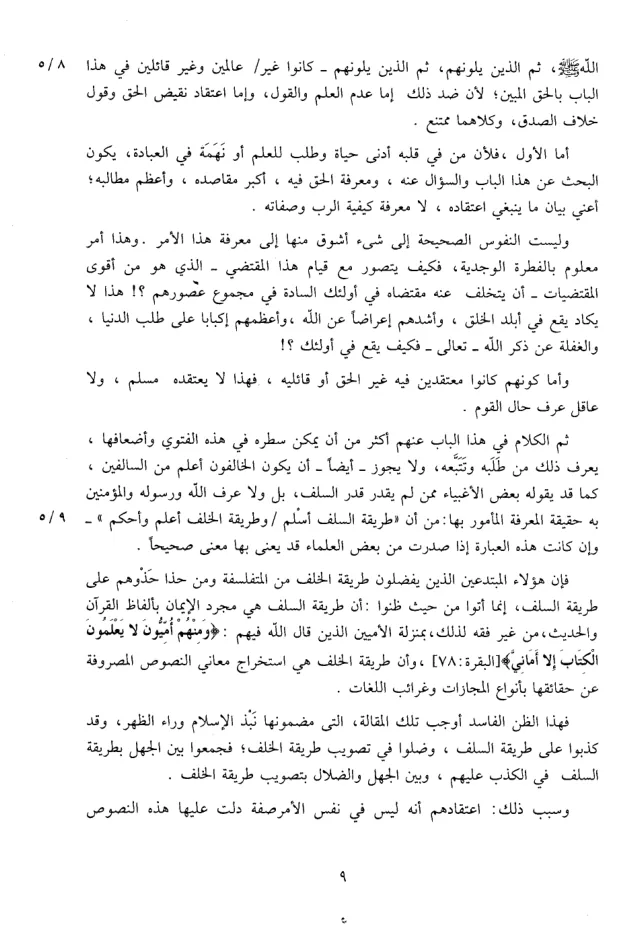 الله ﷺ، ثم الذين يلونهم، ثم الذين يلونهم ـ كانوا غير/ عالمين وغير قائلين في هذا ٥/٨
الباب بالحق المبين؛ لأن ضد ذلك إما عدم العلم والقول، وإما اعتقاد نقيض الحق وقول
خلاف الصدق، وكلاهما ممتنع .
أما الأول ، فلأن من في قلبه أدنى حياة وطلب للعلم أو نَهْمَة في العبادة، يكون
البحث عن هذا الباب والسؤال عنه ، ومعرفة الحق فيه ، أكبر مقاصده ، وأعظم مطالبه؛
أعني بيان ما ينبغي اعتقاده ، لا معرفة كيفية الرب وصفاته .
وليست النفوس الصحيحة إلى شيء أشوق منها إلى معرفة هذا الأمر . وهذا أمر
معلوم بالفطرة الوجدية، فكيف يتصور مع قيام هذا المقتضي ـ الذي هو من أقوى
المقتضيات ـ أن يتخلف عنه مقتضاه في أولئك السادة في مجموع عصورهم ؟! هذا لا
يكاد يقع في أبلد الخلق ، وأشدهم إعراضاً عن الله ،وأعظمهم إكبابا على طلب الدنيا ،
والغفلة عن ذكر الله ـ تعالى ـ فكيف يقع في أولئك ؟!
وأما كونهم كانوا معتقدين فيه غير الحق أو قائليه ، فهذا لا يعتقده مسلم ، ولا
عاقل عرف حال القوم .
ثم الكلام في هذا الباب عنهم أكثر من أن يمكن سطره في هذه الفتوي وأضعافها ،
يعرف ذلك من طَلَبه وتَتَبَّعه، ولا يجوز ـ أيضاً ـ أن يكون الخالفون أعلم من السالفين ،
كما قد يقوله بعض الأغبياء ممن لم يقدر قدر السلف، بل ولا عرف الله ورسوله والمؤمنين
به حقيقة المعرفة المأمور بها: من أن «طريقة السلف أسْلم /وطريقة الخلف أعلم وأحكم » ـ ٥/٩
وإن كانت هذه العبارة إذا صدرت من بعض العلماء قد يعنى بها معنى صحيحاً .
فإن هؤلاء المبتدعين الذين يفضلون طريقة الخلف من المتفلسفة ومن حذا حَذْوهم على
طريقة السلف، إنما أتوا من حيث ظنوا :أن طريقة السلف هي مجرد الإيمان بألفاظ القرآن
والحديث،من غير فقه لذلك،بمنزلة الأميين الذين قال الله فيهم :﴿وَمِنْهُمْ أُمِّيُّونَ لا يَعْلَمُونَ
الْكِتَابَ إِلا أَمَانِيَّ﴾[البقرة:٧٨] ،وأن طريقة الخلف هي استخراج معاني النصوص المصروفة
عن حقائقها بأنواع المجازات وغرائب اللغات .
فهذا الظن الفاسد أوجب تلك المقالة، التى مضمونها نَبْذ الإسلام وراء الظهر، وقد
كذبوا على طريقة السلف ، وضلوا في تصويب طريقة الخلف؛ فجمعوا بين الجهل بطريقة
السلف في الكذب عليهم ، وبين الجهل والضلال بتصويب طريقة الخلف .
وسبب ذلك: اعتقادهم أنه ليس في نفس الأمرصفة دلت عليها هذه النصوص
٩